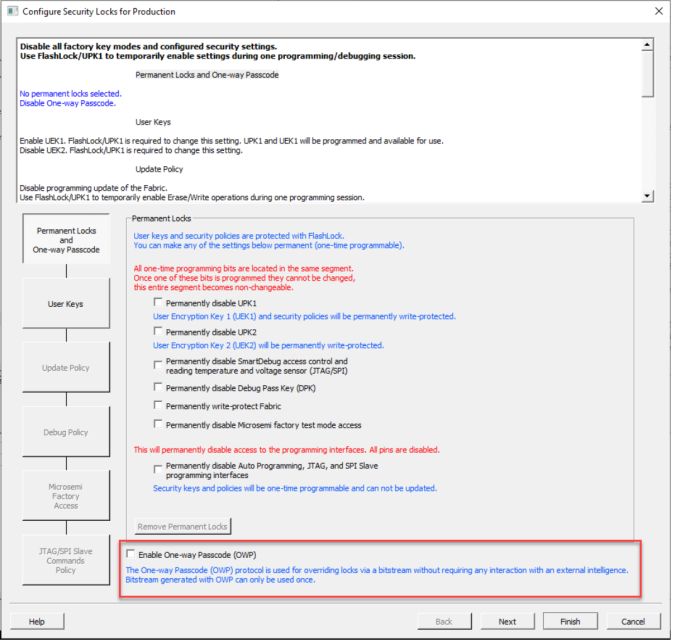 Configure Security Locks for Production
Disable all factory key modes and configured security settings.
Use FlashLock/UPK1 to temporarily enable settings during one programming/debugging session.
Permanent Locks and One-way Passcode
No permanent locks selected.
Disable One-way Passcode.
User Keys
Enable UEK1. FlashLock/UPK1 is required to change this setting. UPK1 and UEK1 will be programmed and available for use.
Disable UEK2. FlashLock/UPK1 is required to change this setting.
Update Policy
Disable programming update of the Fabric.
Use FlashLock/UPK1 to temporarily enable Erase/Write operations during one programming session.
Permanent Locks
and
One-way Passcode
User Keys
Update Policy
Debug Policy
Microsemi
Factory
Access
JTAG/SPI Slave
Commands
Policy
Permanent Locks
User keys and security policies are protected with FlashLock.
You can make any of the settings below permanent (one-time programmable).
All one-time programming bits are located in the same segment.
Once one of these bits is programmed they cannot be changed,
this entire segment becomes non-changeable.
Permanently disable UPK1
User Encryption Key 1 (UEK1) and security policies will be permanently write-protected.
Permanently disable UPK2
User Encryption Key 2 (UEK2) will be permanently write-protected.
Permanently disable SmartDebug access control and
reading temperature and voltage sensor (JTAG/SPI)
Permanently disable Debug Pass Key (DPK)
Permanently write-protect Fabric
Permanently disable Microsemi factory test mode access
This will permanently disable access to the programming interfaces. All pins are disabled.
Permanently disable Auto Programming, JTAG, and SPI Slave
programming interfaces
Security keys and policies will be one-time programmable and can not be updated.
Remove Permanent Locks
Enable One-way Passcode (OWP)
The One-way Passcode (OWP) protocol is used for overriding locks via a bitstream without requiring any interaction with an external intelligence.
Bitstream generated with OWP can only be used once.
Help
Back
Next
Finish
Cancel